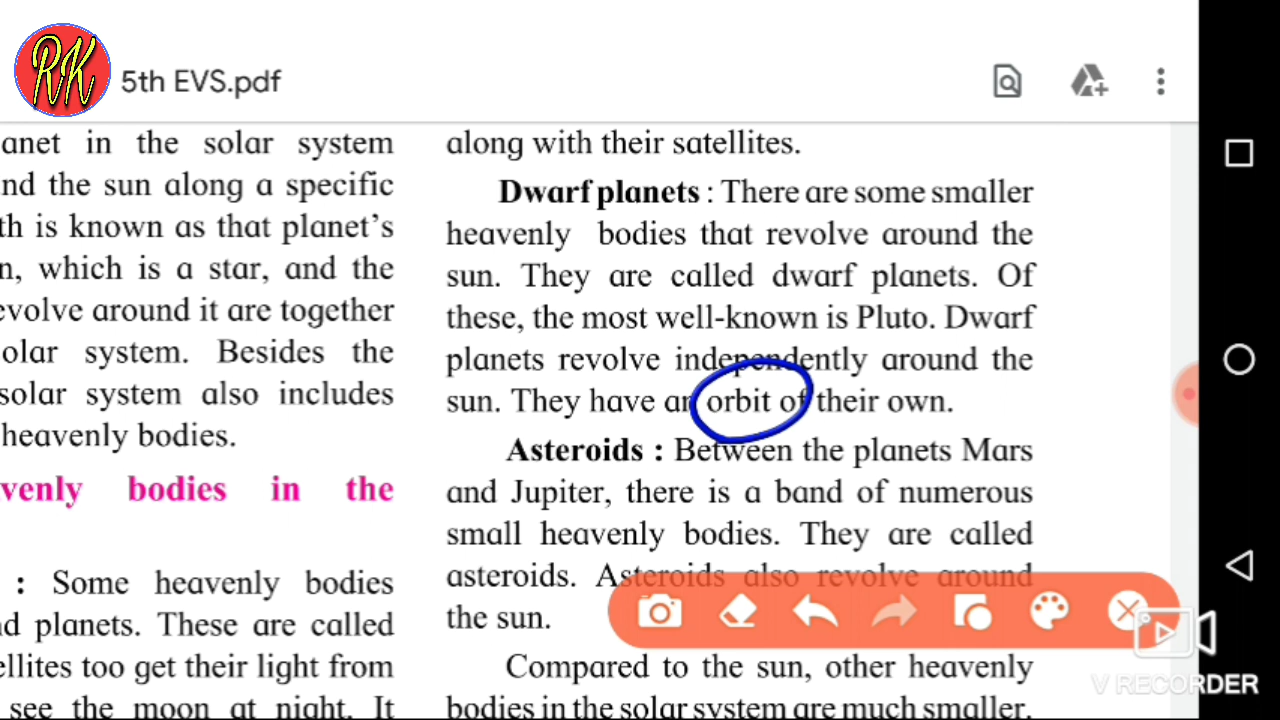 RK
5th EVS.pdf
anet in the solar system
nd the sun along a specific
th is known as that planet's
n, which is a star, and the
evolve around it are together
olar system. Besides the
solar system also includes
heavenly bodies.
venly bodies in the
: Some heavenly bodies
nd planets. These are called
ellites too get their light from
see the moon at night. It
along with their satellites.
Dwarf planets : There are some smaller
heavenly bodies that revolve around the
sun. They are called dwarf planets. Of
these, the most well-known is Pluto. Dwarf
planets revolve independently around the
sun. They have an orbit of their own.
Asteroids : Between the planets Mars
and Jupiter, there is a band of numerous
small heavenly bodies. They are called
asteroids. Asteroids also revolve around
the sun.
Compared to the sun, other heavenly
bodies in the solar system are much smaller.
V RECORDER